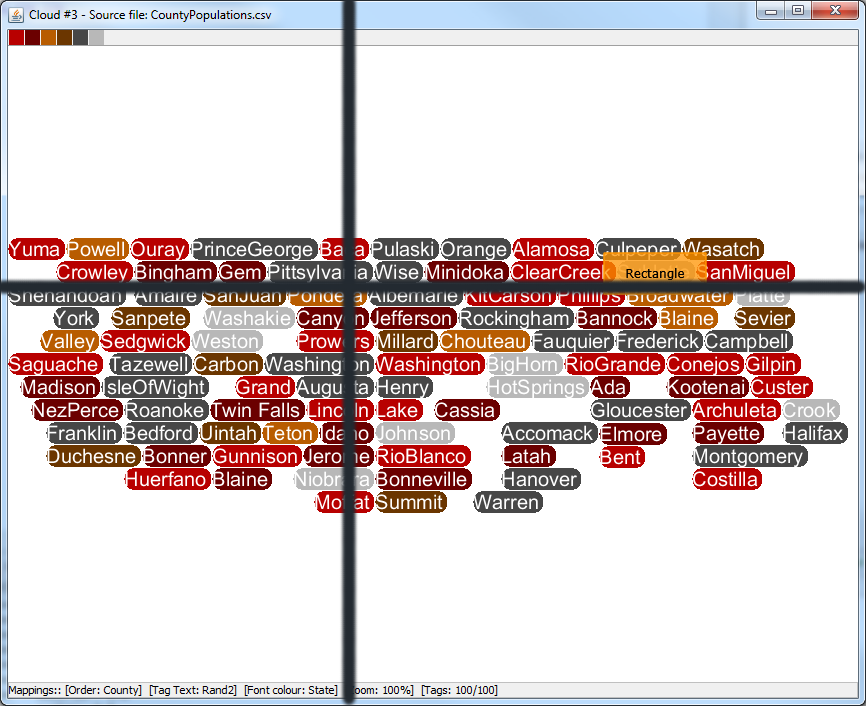 Cloud #3 - Source file: CountyPopulations.csv
Yuma Powell Ouray PrinceGeorge Baca Pulaski Orange Alamosa Culpeper Wasatch
Crowley Bingham Gem Pittsylvania Wise Minidoka ClearCreek Rectangle SanMiguel
Shenandoah SanJuan Pondera Albemarle KitCarson Phillips Broadwater Platte
York Sanpete Washakie Canyon Jefferson Rockingham Bannock Blaine Sevier
Valley Sedgwick Weston Prowers Millard Chouteau Fauquier Frederick Campbell
Saguache Tazewell Carbon Washington Washington BigHorn RioGrande Conejos Gilpin
Madison IsleOfWight Grand Augusta Henry HotSprings Ada Kootenai Custer
NezPerce Roanoke Twin Falls Lincoln Lake Cassia Gloucester Archuleta Crook
Franklin Bedford Uintah Teton Idaho Johnson Accomack Elmore Payette Halifax
Duchesne Bonner Gunnison Jerome RioBlanco Latah Bent Montgomery
Huerfano Blaine Niobrara Bonneville Hanover Costilla
Moffat Summit Warren
Mappings:: [Order: County] [Tag Text: Rand2] [Font colour: State] [Zoom: 100%] [Tags: 100/100]